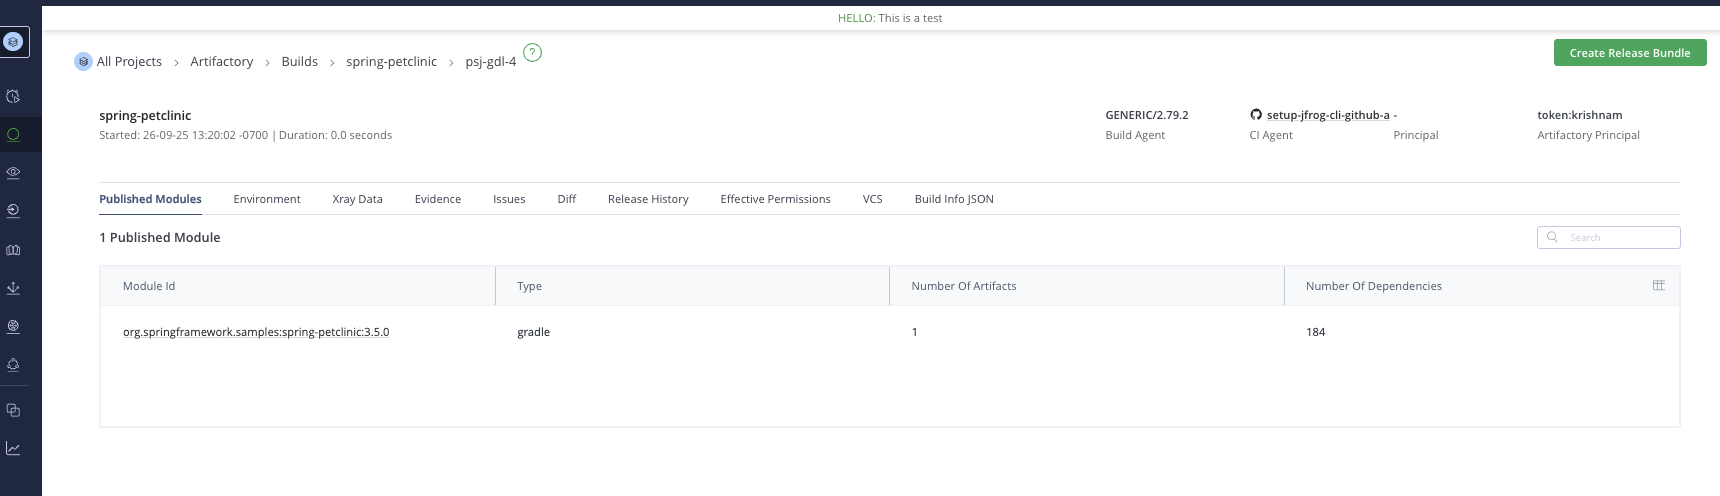 HELLO: This is a test
All Projects > Artifactory > Builds > spring-petclinic > psj-gdl-4 ?
Create Release Bundle
spring-petclinic
Started: 26-09-25 13:20:02 -0700 | Duration: 0.0 seconds
GENERIC/2.79.2
Build Agent
setup-jfrog-cli-github-a
CI Agent
-
Principal
token:krishnam
Artifactory Principal
Published Modules Environment Xray Data Evidence Issues Diff Release History Effective Permissions VCS Build Info JSON
1 Published Module
Search
Module Id Type Number Of Artifacts Number Of Dependencies
org.springframework.samples:spring-petclinic:3.5.0 gradle 1 184